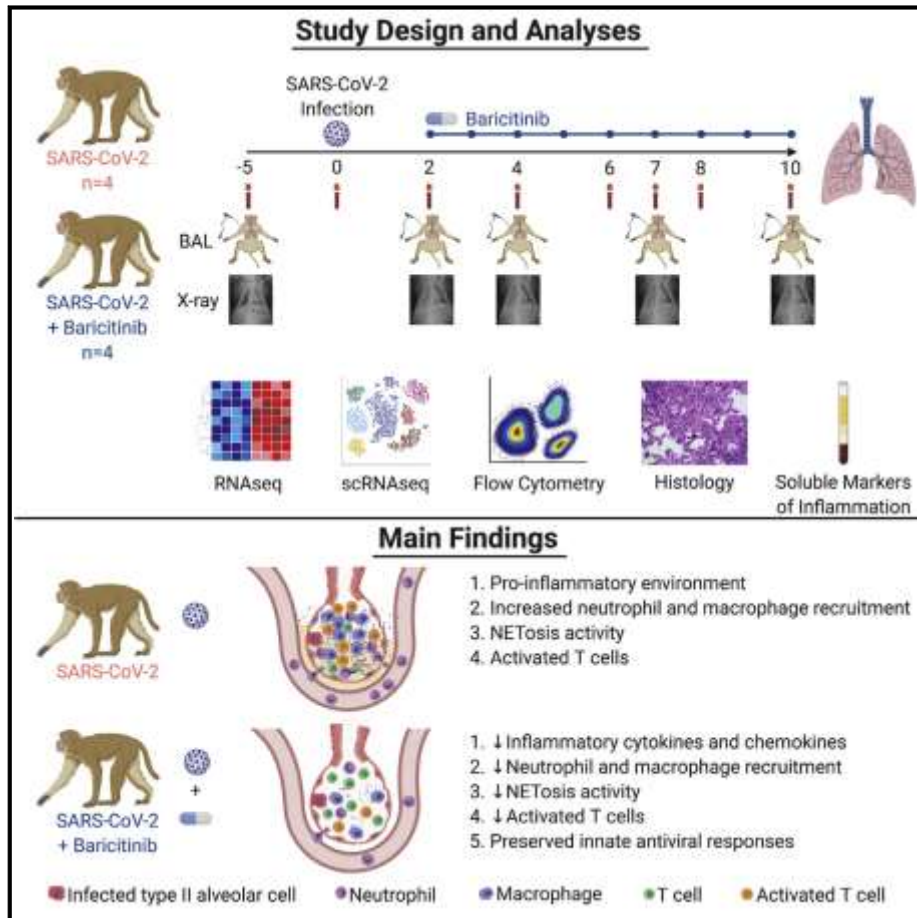 Study Design and Analyses
SARS-CoV-2
Infection
Baricitinib
SARS-CoV-2
n=4
-5 0 2 4 6 7 8 10
BAL
SARS-CoV-2
+ Baricitinib
n=4
X-ray
RNAseq
scRNAseq
Flow Cytometry
Histology
Soluble Markers
of Inflammation
Main Findings
SARS-CoV-2
1. Pro-inflammatory environment
2. Increased neutrophil and macrophage recruitment
3. NETosis activity
4. Activated T cells
+
SARS-CoV-2
+ Baricitinib
1. ↓Inflammatory cytokines and chemokines
2. ↓Neutrophil and macrophage recruitment
3. ↓NETosis activity
4. ↓Activated T cells
5. Preserved innate antiviral responses
Infected type II alveolar cell Neutrophil Macrophage T cell Activated T cell